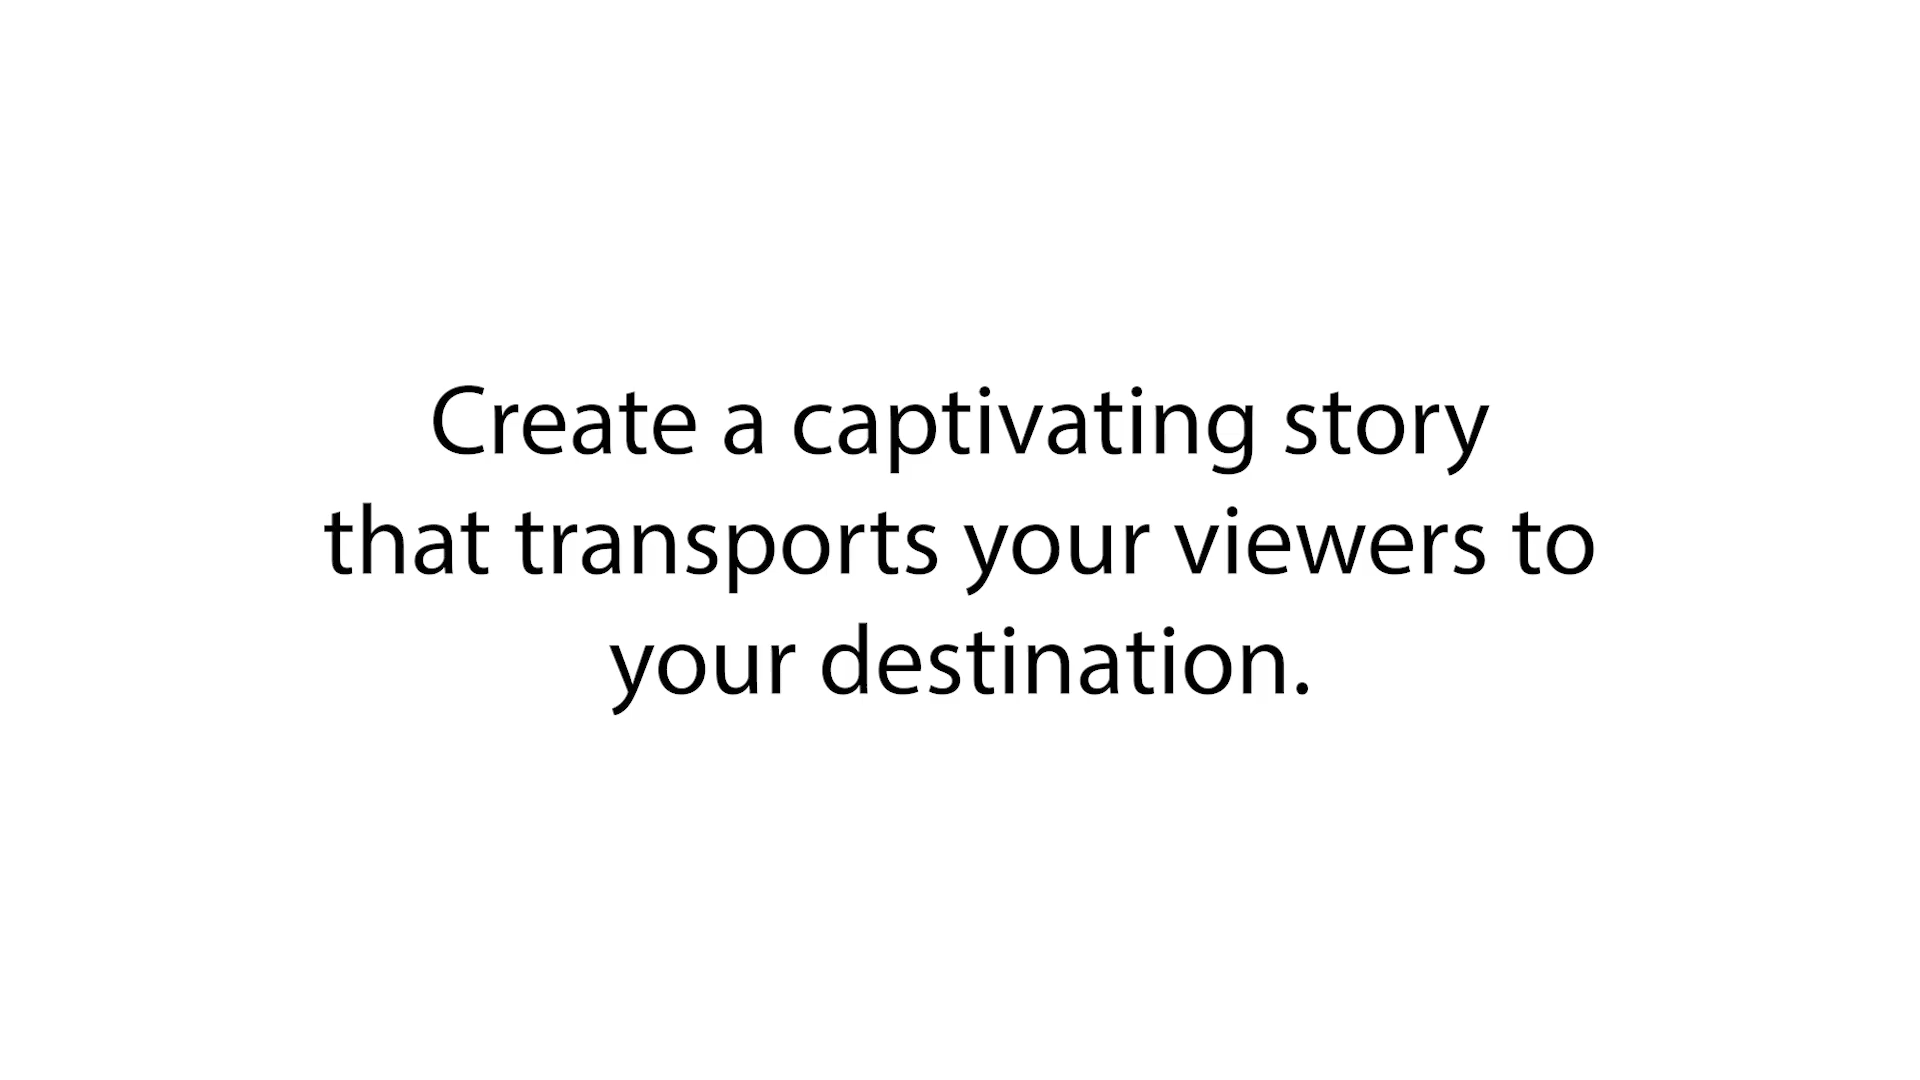 Create a captivating story
that transports your viewers to
your destination.